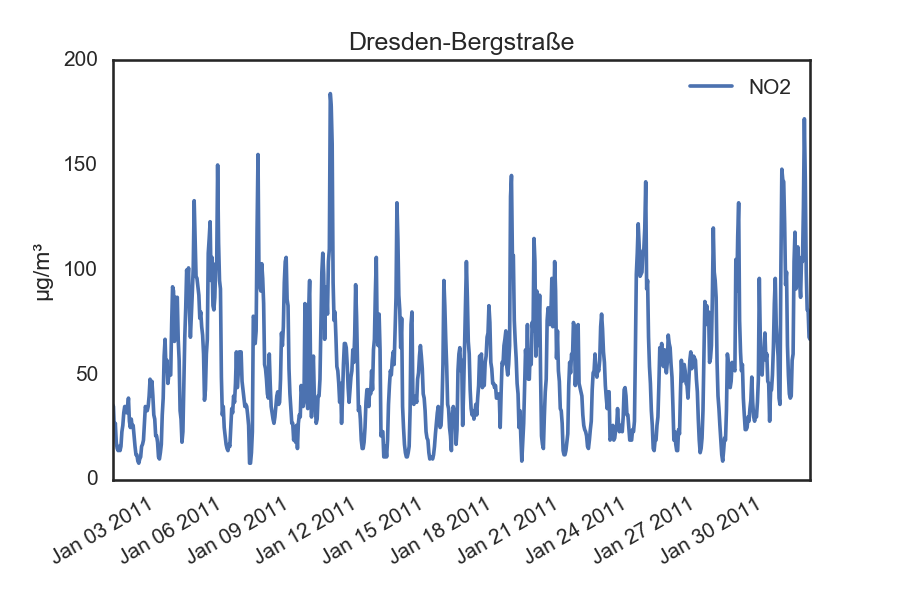 Dresden-Bergstraße
NO2
200
150
100
50
0
µg/m³
Jan 03 2011
Jan 06 2011
Jan 09 2011
Jan 12 2011
Jan 15 2011
Jan 18 2011
Jan 21 2011
Jan 24 2011
Jan 27 2011
Jan 30 2011